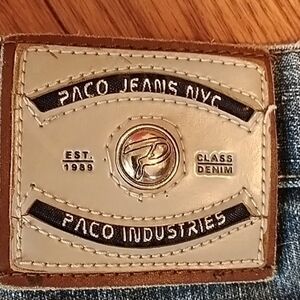 PACO JEANS NYC
EST. CLASS
1989 DENIM
P
PACO INDUSTRIES